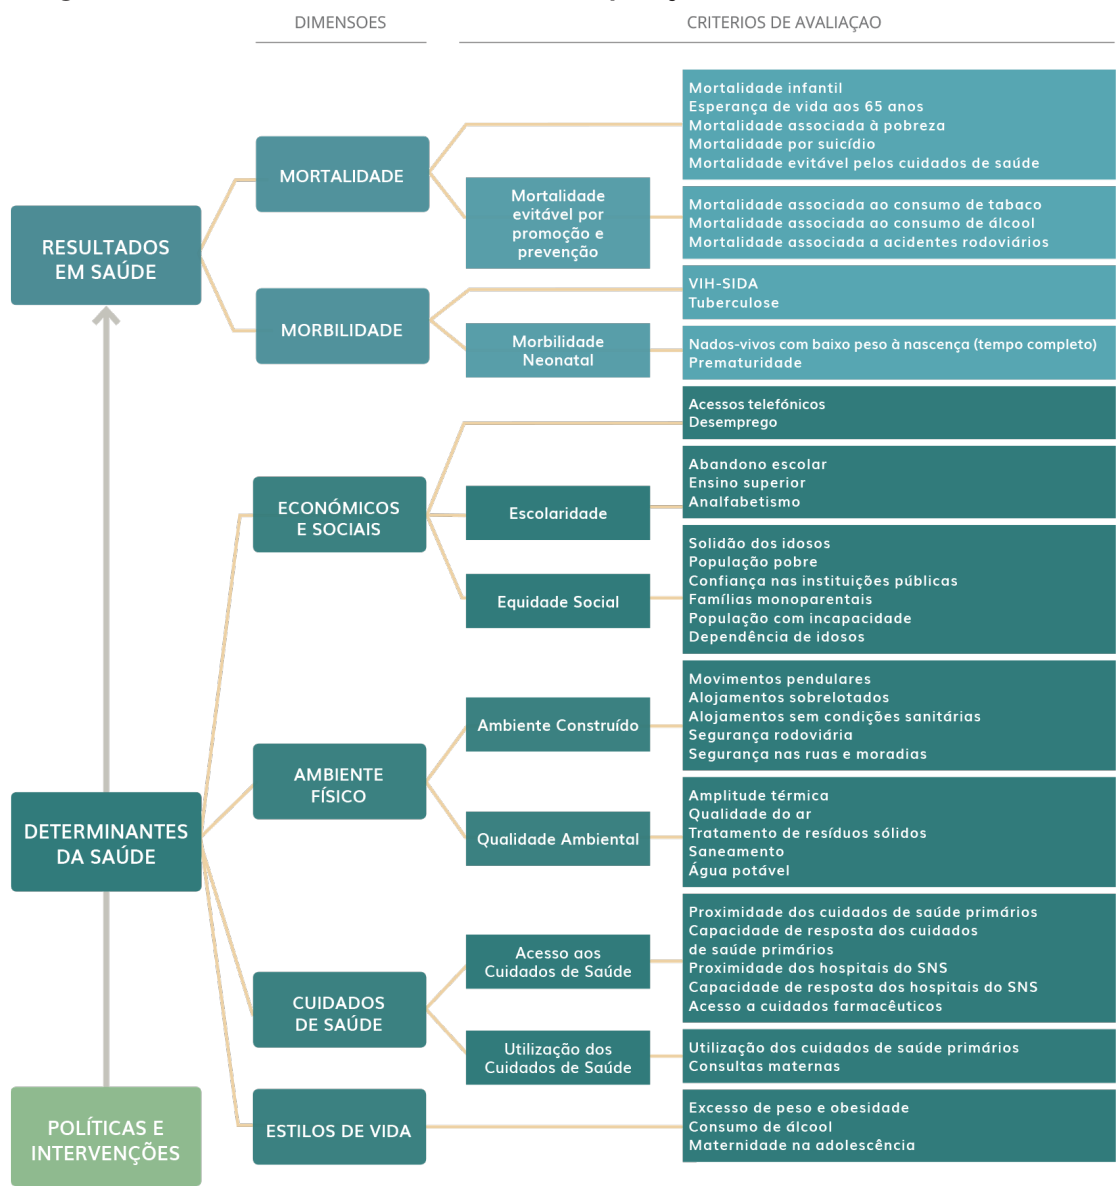 DIMENSOES
CRITERIOS DE AVALIAÇAO
RESULTADOS
EM SAÚDE
MORTALIDADE
Mortalidade infantil
Esperança de vida aos 65 anos
Mortalidade associada à pobreza
Mortalidade por suicídio
Mortalidade evitável pelos cuidados de saúde
Mortalidade
evitável por
promoção e
prevenção
Mortalidade associada ao consumo de tabaco
Mortalidade associada ao consumo de álcool
Mortalidade associada a acidentes rodoviários
MORBILIDADE
VIH-SIDA
Tuberculose
Morbilidade
Neonatal
Nados-vivos com baixo peso à nascença (tempo completo)
Prematuridade
DETERMINANTES
DA SAÚDE
ECONÓMICOS
E SOCIAIS
Acessos telefónicos
Desemprego
Escolaridade
Abandono escolar
Ensino superior
Analfabetismo
Equidade Social
Solidão dos idosos
População pobre
Confiança nas instituições públicas
Famílias monoparentais
População com incapacidade
Dependência de idosos
AMBIENTE
FÍSICO
Ambiente Construído
Movimentos pendulares
Alojamentos sobrelotados
Alojamentos sem condições sanitárias
Segurança rodoviária
Segurança nas ruas e moradias
Qualidade Ambiental
Amplitude térmica
Qualidade do ar
Tratamento de resíduos sólidos
Saneamento
Água potável
CUIDADOS
DE SAÚDE
Acesso aos
Cuidados de Saúde
Proximidade dos cuidados de saúde primários
Capacidade de resposta dos cuidados
de saúde primários
Proximidade dos hospitais do SNS
Capacidade de resposta dos hospitais do SNS
Acesso a cuidados farmacêuticos
Utilização dos
Cuidados de Saúde
Utilização dos cuidados de saúde primários
Consultas maternas
ESTILOS DE VIDA
Excesso de peso e obesidade
Consumo de álcool
Maternidade na adolescência
POLÍTICAS E
INTERVENÇÕES